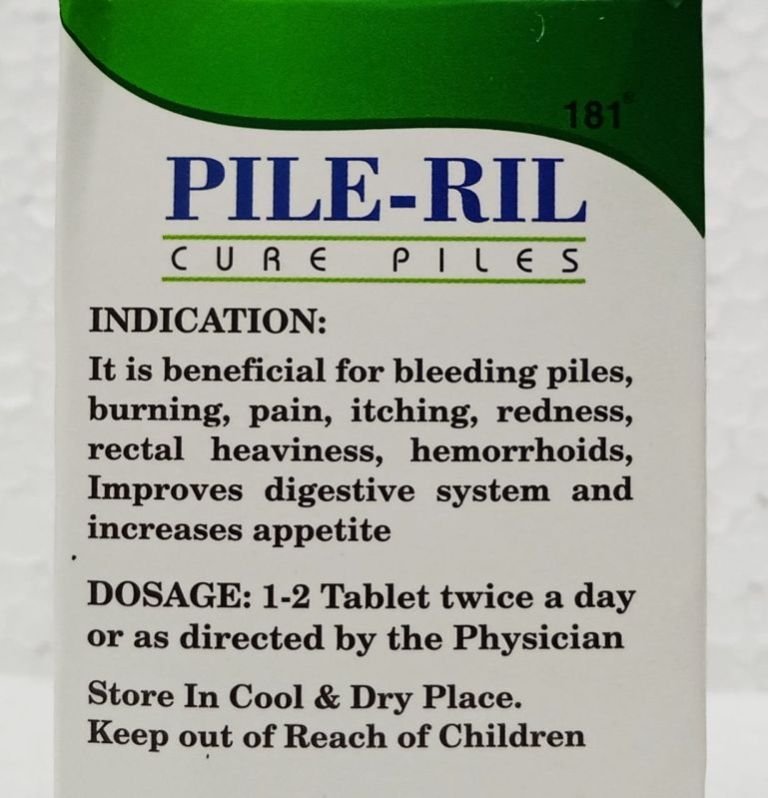 181®
PILE-RIL
CURE PILES
INDICATION:
It is beneficial for bleeding piles,
burning, pain, itching, redness,
rectal heaviness, hemorrhoids,
Improves digestive system and
increases appetite
DOSAGE: 1-2 Tablet twice a day
or as directed by the Physician
Store In Cool & Dry Place.
Keep out of Reach of Children